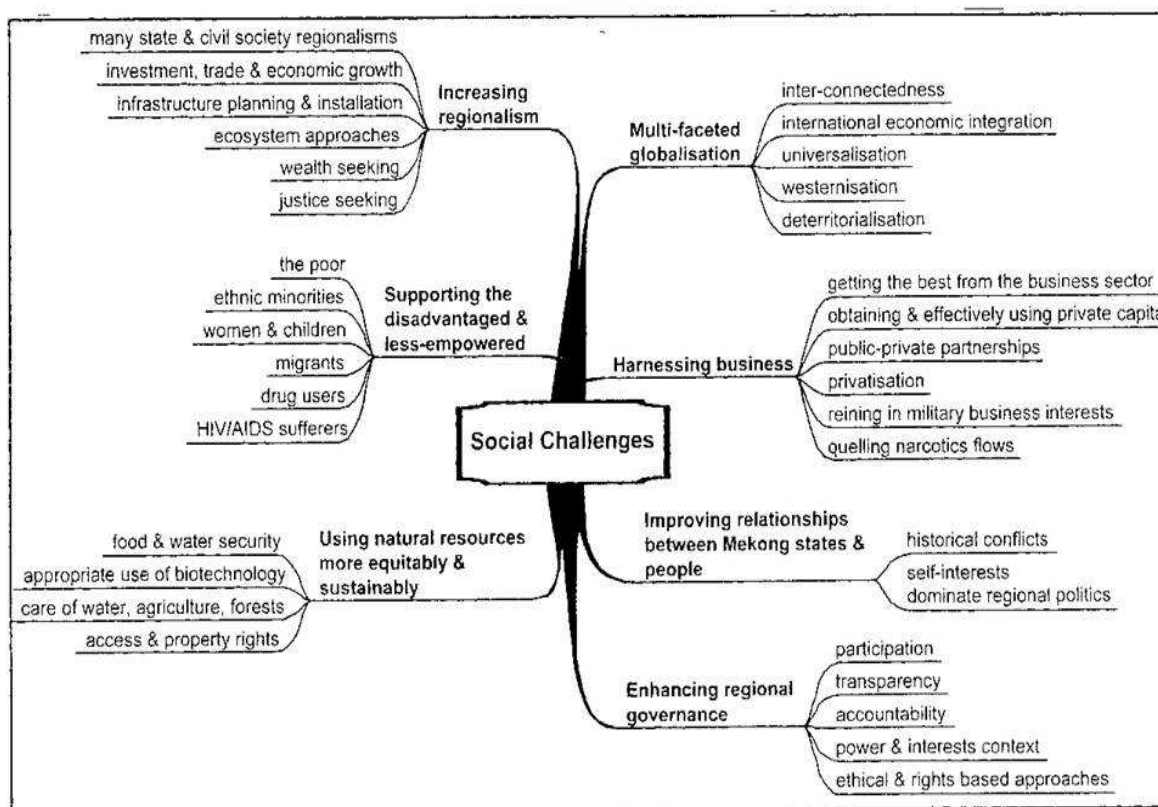 many state & civil society regionalisms
investment, trade & economic growth
infrastructure planning & installation
ecosystem approaches
wealth seeking
justice seeking
Increasing
regionalism
the poor
ethnic minorities
women & children
migrants
drug users
HIV/AIDS sufferers
Supporting the
disadvantaged &
less-empowered
food & water security
appropriate use of biotechnology
care of water, agriculture, forests
access & property rights
Using natural resources
more equitably &
sustainably
Social Challenges
Multi-faceted
globalisation
inter-connectedness
international economic integration
universalisation
westernisation
deterritorialisation
Harnessing business
getting the best from the business sector
obtaining & effectively using private capita
public-private partnerships
privatisation
reining in military business interests
quelling narcotics flows
Improving relationships
between Mekong states &
people
historical conflicts
self-interests
dominate regional politics
Enhancing regional
governance
participation
transparency
accountability
power & interests context
ethical & rights based approaches